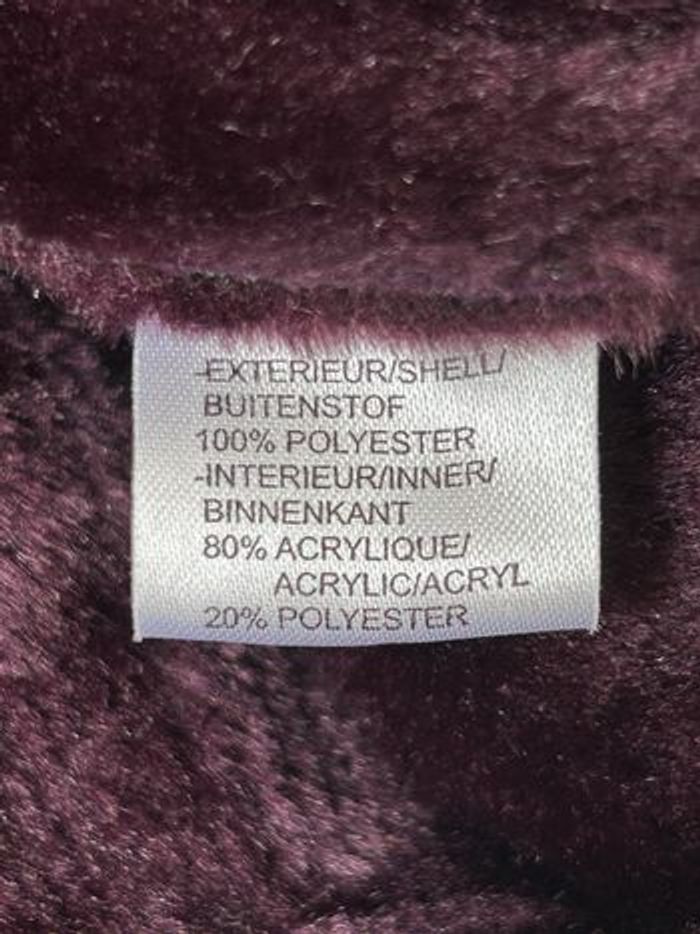 -EXTERIEUR/SHELL/
BUITENSTOF
100% POLYESTER
-INTERIEUR/INNER/
BINNENKANT
80% ACRYLIQUE/
ACRYLIC/ACRYL
20% POLYESTER